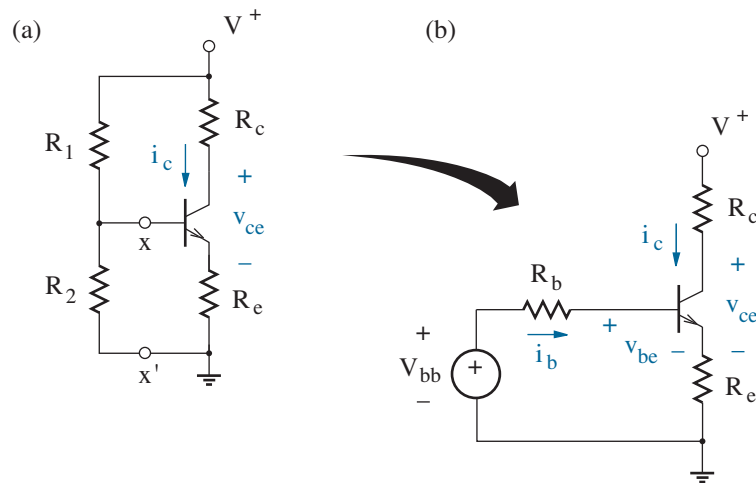 (a)
V+
R1
Rc
ic
+
vce
−
x
R2
Re
x'
(b)
V+
Rc
ic
+
vce
−
Rb
ib
+
vbe
−
+
Vbb
−
+
Re